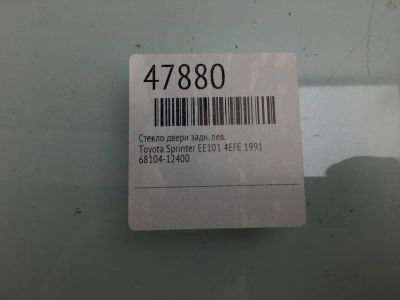 47880
Стекло двери задн. лев.
Toyota Sprinter EE101 4EFE 1991
68104-12400